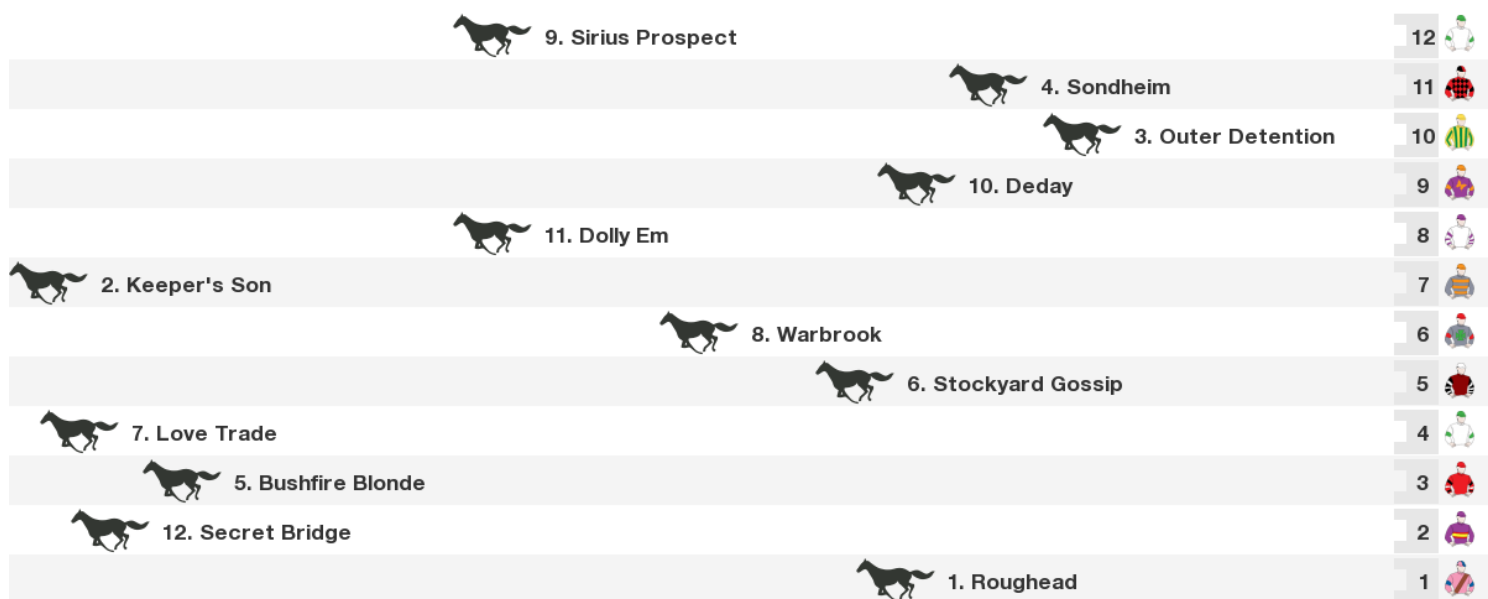 9. Sirius Prospect 12
4. Sondheim 11
3. Outer Detention 10
10. Deday 9
11. Dolly Em 8
2. Keeper's Son 7
8. Warbrook 6
6. Stockyard Gossip 5
7. Love Trade 4
5. Bushfire Blonde 3
12. Secret Bridge 2
1. Roughead 1